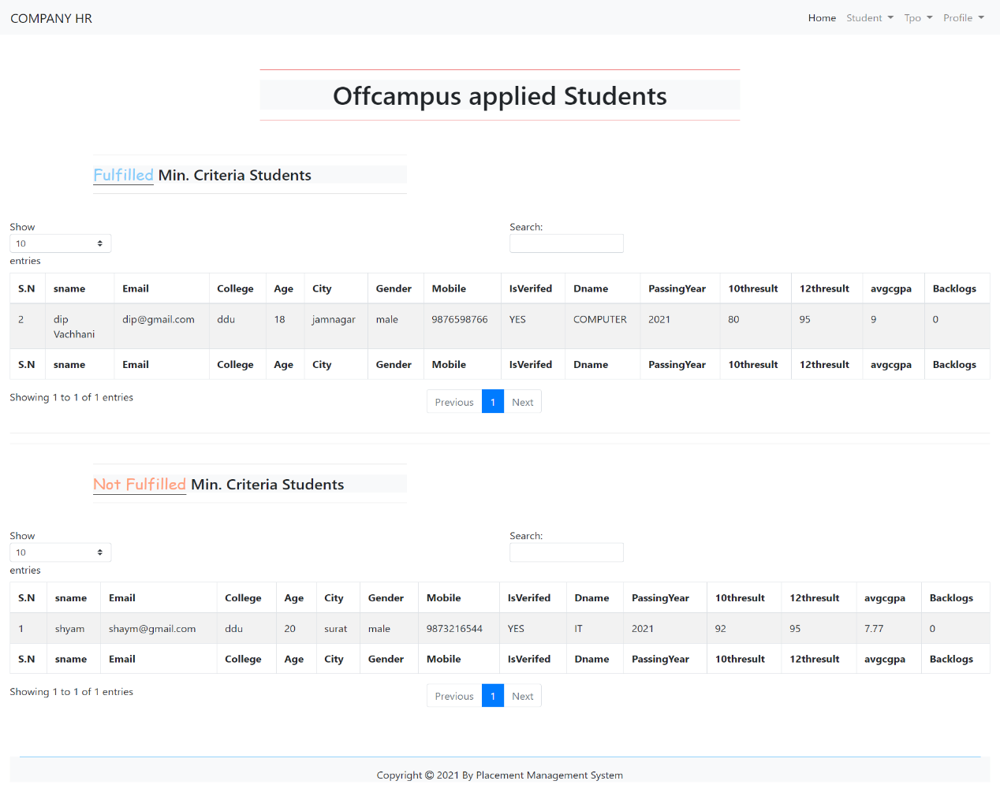 COMPANY HR Home Student Tpo Profile
Offcampus applied Students
Fulfilled Min. Criteria Students
Show Search:
10
entries
S.N sname Email College Age City Gender Mobile IsVerifed Dname PassingYear 10thresult 12thresult avgcgpa Backlogs
2 dip dip@gmail.com ddu 18 jamnagar male 9876598766 YES COMPUTER 2021 80 95 9 0
Vachhani
S.N sname Email College Age City Gender Mobile IsVerifed Dname PassingYear 10thresult 12thresult avgcgpa Backlogs
Showing 1 to 1 of 1 entries Previous 1 Next
Not Fulfilled Min. Criteria Students
Show Search:
10
entries
S.N sname Email College Age City Gender Mobile IsVerifed Dname PassingYear 10thresult 12thresult avgcgpa Backlogs
1 shyam shaym@gmail.com ddu 20 surat male 9873216544 YES IT 2021 92 95 7.77 0
S.N sname Email College Age City Gender Mobile IsVerifed Dname PassingYear 10thresult 12thresult avgcgpa Backlogs
Showing 1 to 1 of 1 entries Previous 1 Next
Copyright © 2021 By Placement Management System